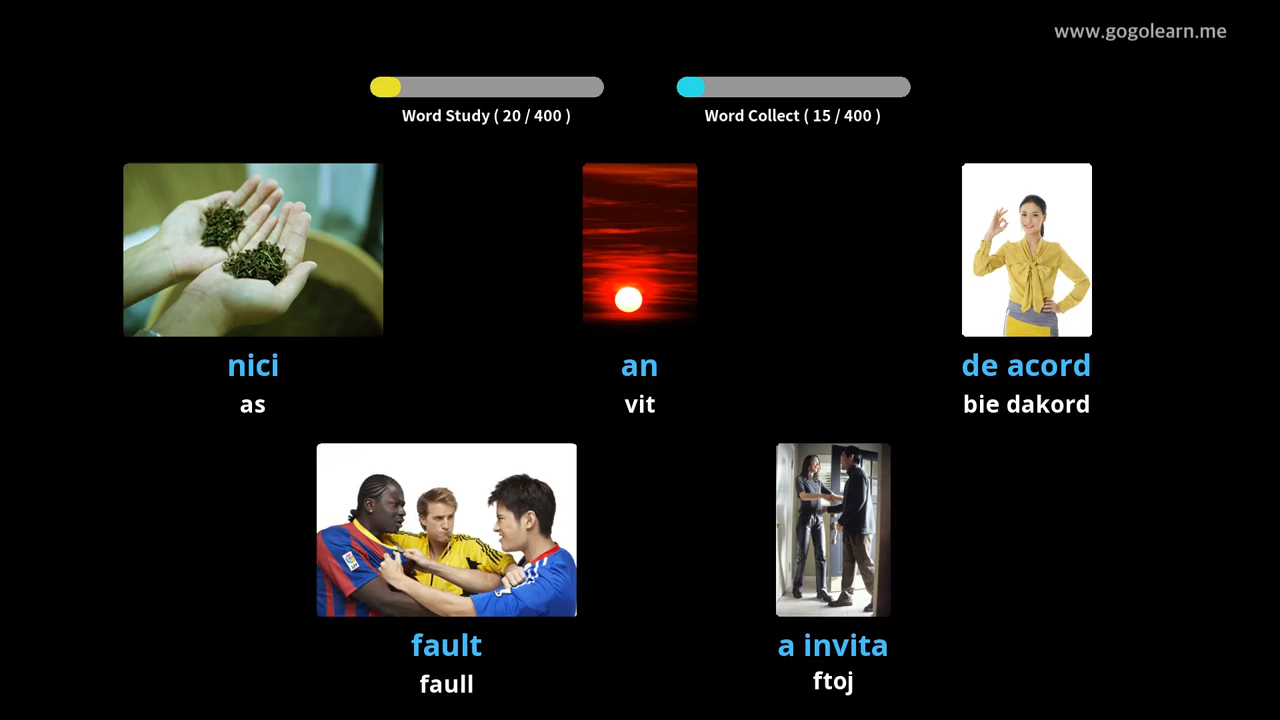 www.gogolearn.me
Word Study ( 20 / 400 )
Word Collect ( 15 / 400 )
nici
as
an
vit
de acord
bie dakord
fault
faull
a invita
ftoj